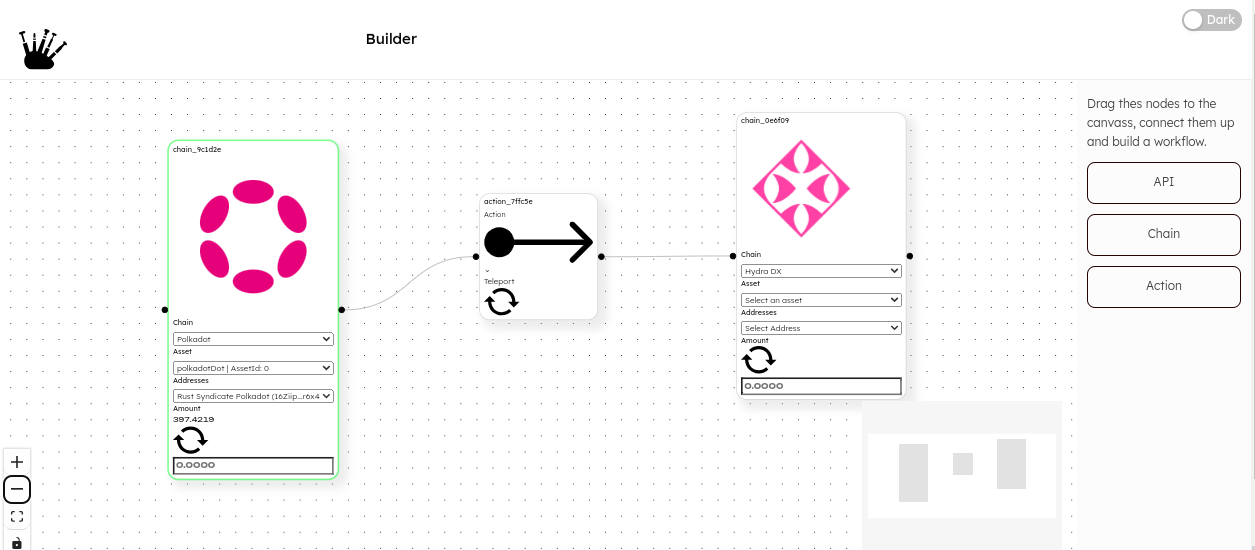 Dark
Builder
Drag thes nodes to the
canvas, connect them up
and build a workflow.
API
Chain
Action
chain_9c1d2e
Chain
Polkadot
Asset
polkadotDot | AssetId: 0
Addresses
Rust Syndicate Polkadot (16Ziip...r6x4
Amount
397.4219
0.0000
action_7ffc5e
Action
Teleport
chain_0e6f09
Chain
Hydra DX
Asset
Select an asset
Addresses
Select Address
Amount
0.0000